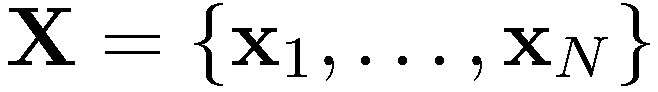 X = {x₁, . . . , x_N}